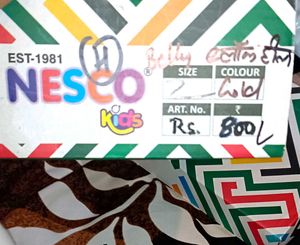 H Belly
EST-1981
NESCO®
Kids
SIZE COLOUR
Gold
ART. No. ₹
Rs. 800/-